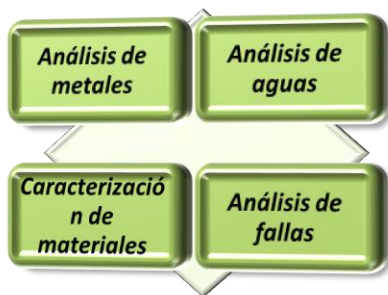 Análisis de
metales
Análisis de
aguas
Caracterizació
n de
materiales
Análisis de
fallas